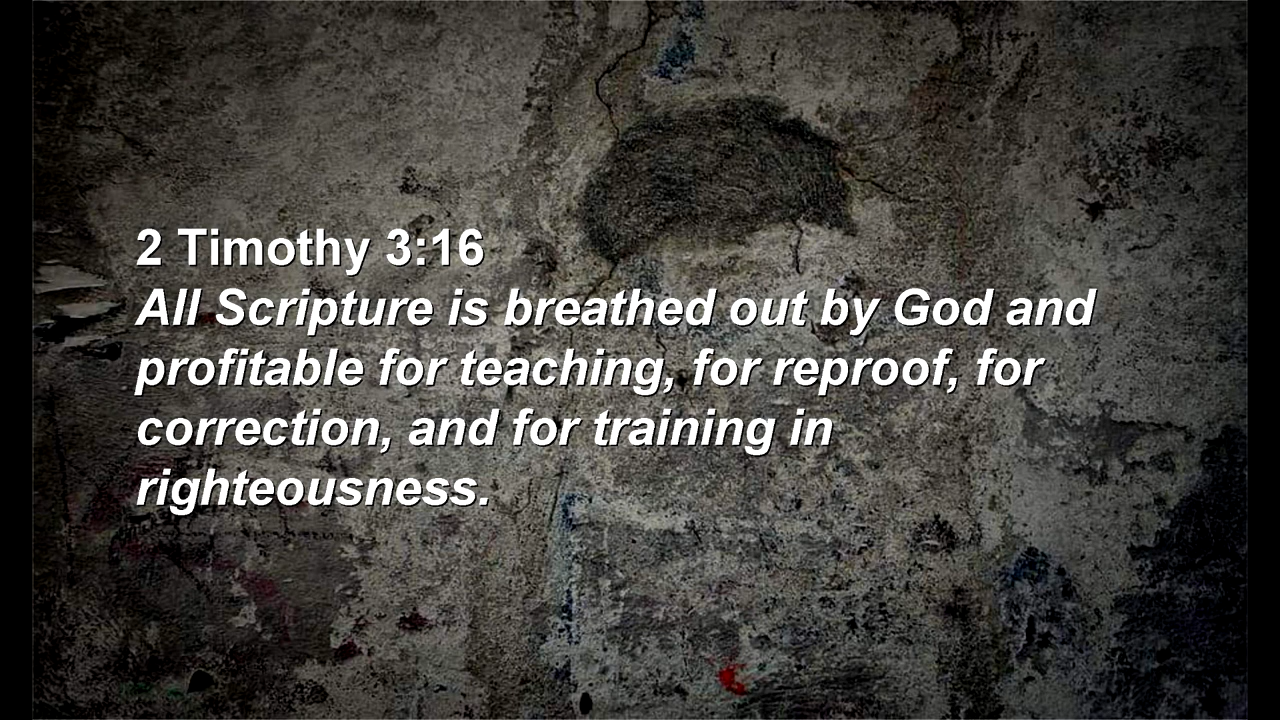 2 Timothy 3:16
All Scripture is breathed out by God and
profitable for teaching, for reproof, for
correction, and for training in
righteousness.